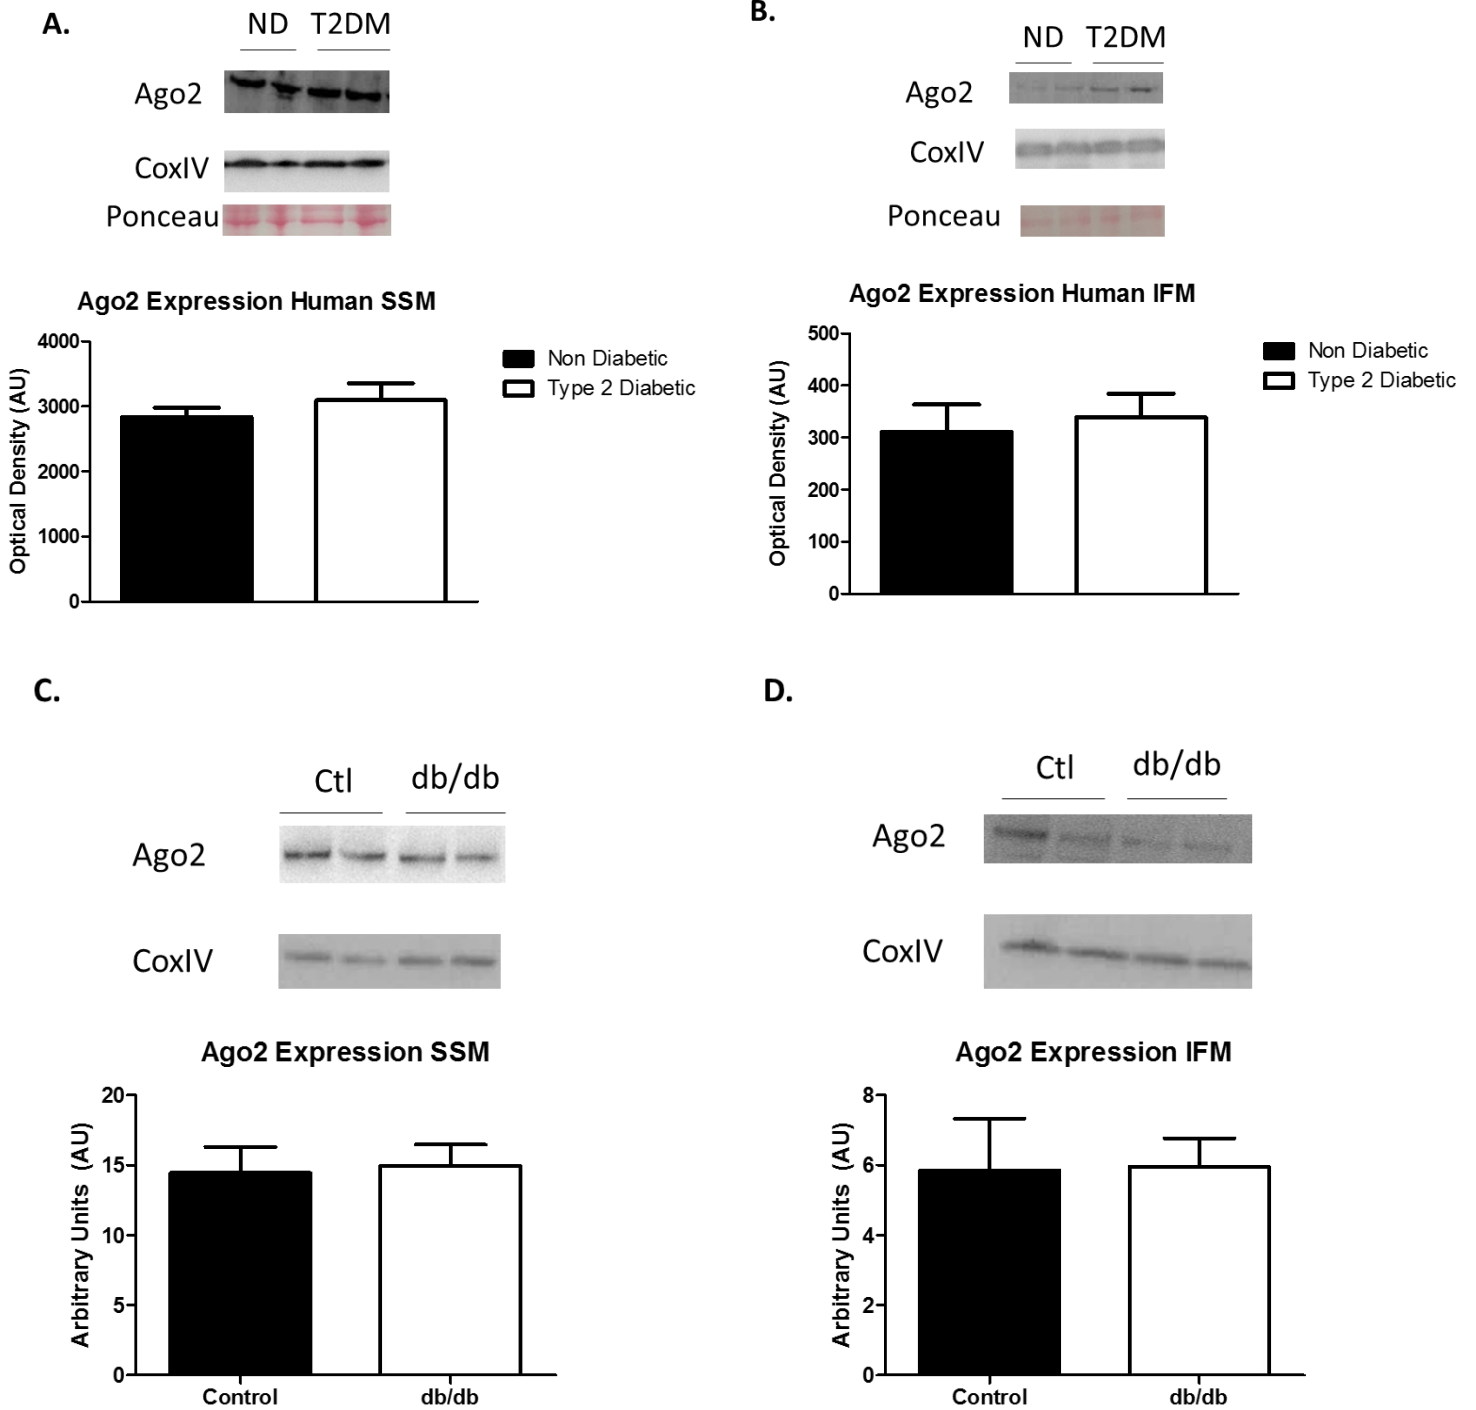 A.
ND T2DM
Ago2
CoxIV
Ponceau
Ago2 Expression Human SSM
Optical Density (AU)
4000
3000
2000
1000
0
Non Diabetic
Type 2 Diabetic
B.
ND T2DM
Ago2
CoxIV
Ponceau
Ago2 Expression Human IFM
Optical Density (AU)
500
400
300
200
100
0
Non Diabetic
Type 2 Diabetic
C.
Ctl db/db
Ago2
CoxIV
Ago2 Expression SSM
Arbitrary Units (AU)
20
15
10
5
0
Control db/db
D.
Ctl db/db
Ago2
CoxIV
Ago2 Expression IFM
Arbitrary Units (AU)
8
6
4
2
0
Control db/db